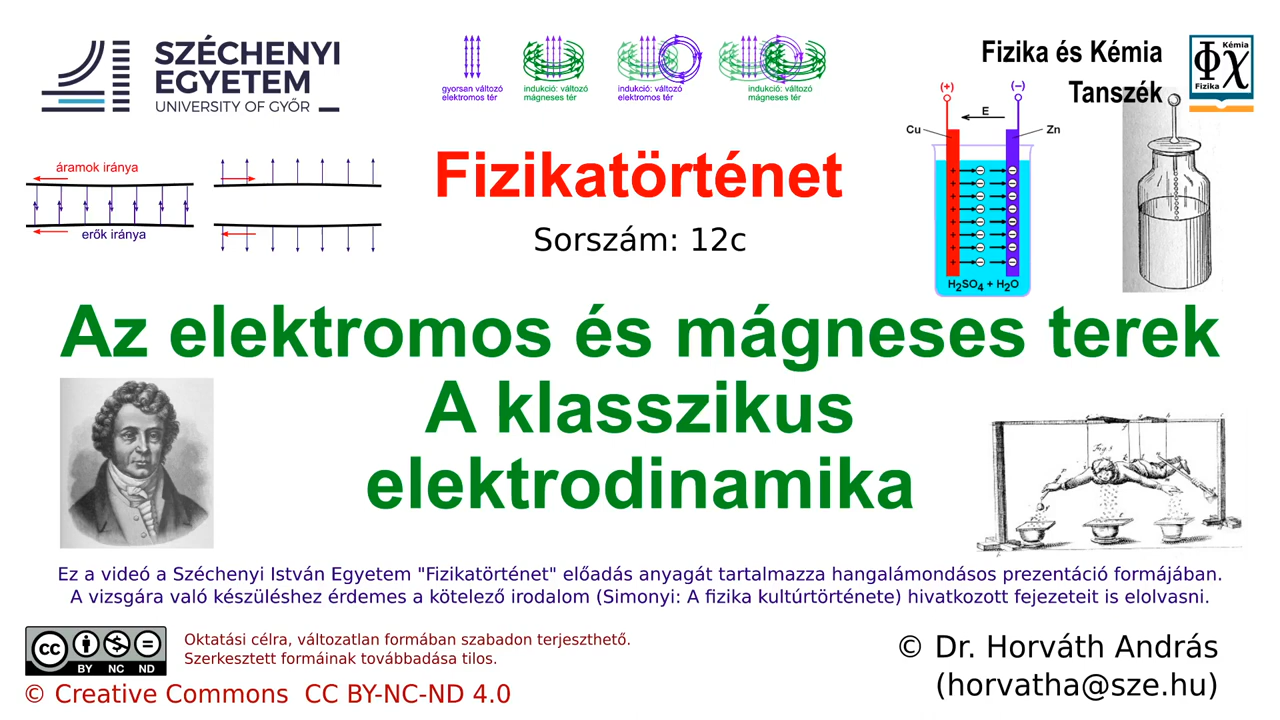 SZÉCHENYI
EGYETEM
UNIVERSITY OF GYŐR
gyorsan változó
elektromos tér
indukció: változó
mágneses tér
indukció: változó
elektromos tér
indukció: változó
mágneses tér
Fizika és Kémia
Tanszék
Kémia
Φχ
Fizika
(+)
(−)
E
Cu
Zn
H2SO4 + H2O
áramok iránya
erők iránya
Fizikatörténet
Sorszám: 12c
Az elektromos és mágneses terek
A klasszikus
elektrodinamika
Ez a videó a Széchenyi István Egyetem "Fizikatörténet" előadás anyagát tartalmazza hangalámondásos prezentáció formájában.
A vizsgára való készüléshez érdemes a kötelező irodalom (Simonyi: A fizika kultúrtörténete) hivatkozott fejezeteit is elolvasni.
cc
BY NC ND
Oktatási célra, változatlan formában szabadon terjeszthető.
Szerkesztett formáinak továbbadása tilos.
© Creative Commons CC BY-NC-ND 4.0
© Dr. Horváth András
(horvatha@sze.hu)